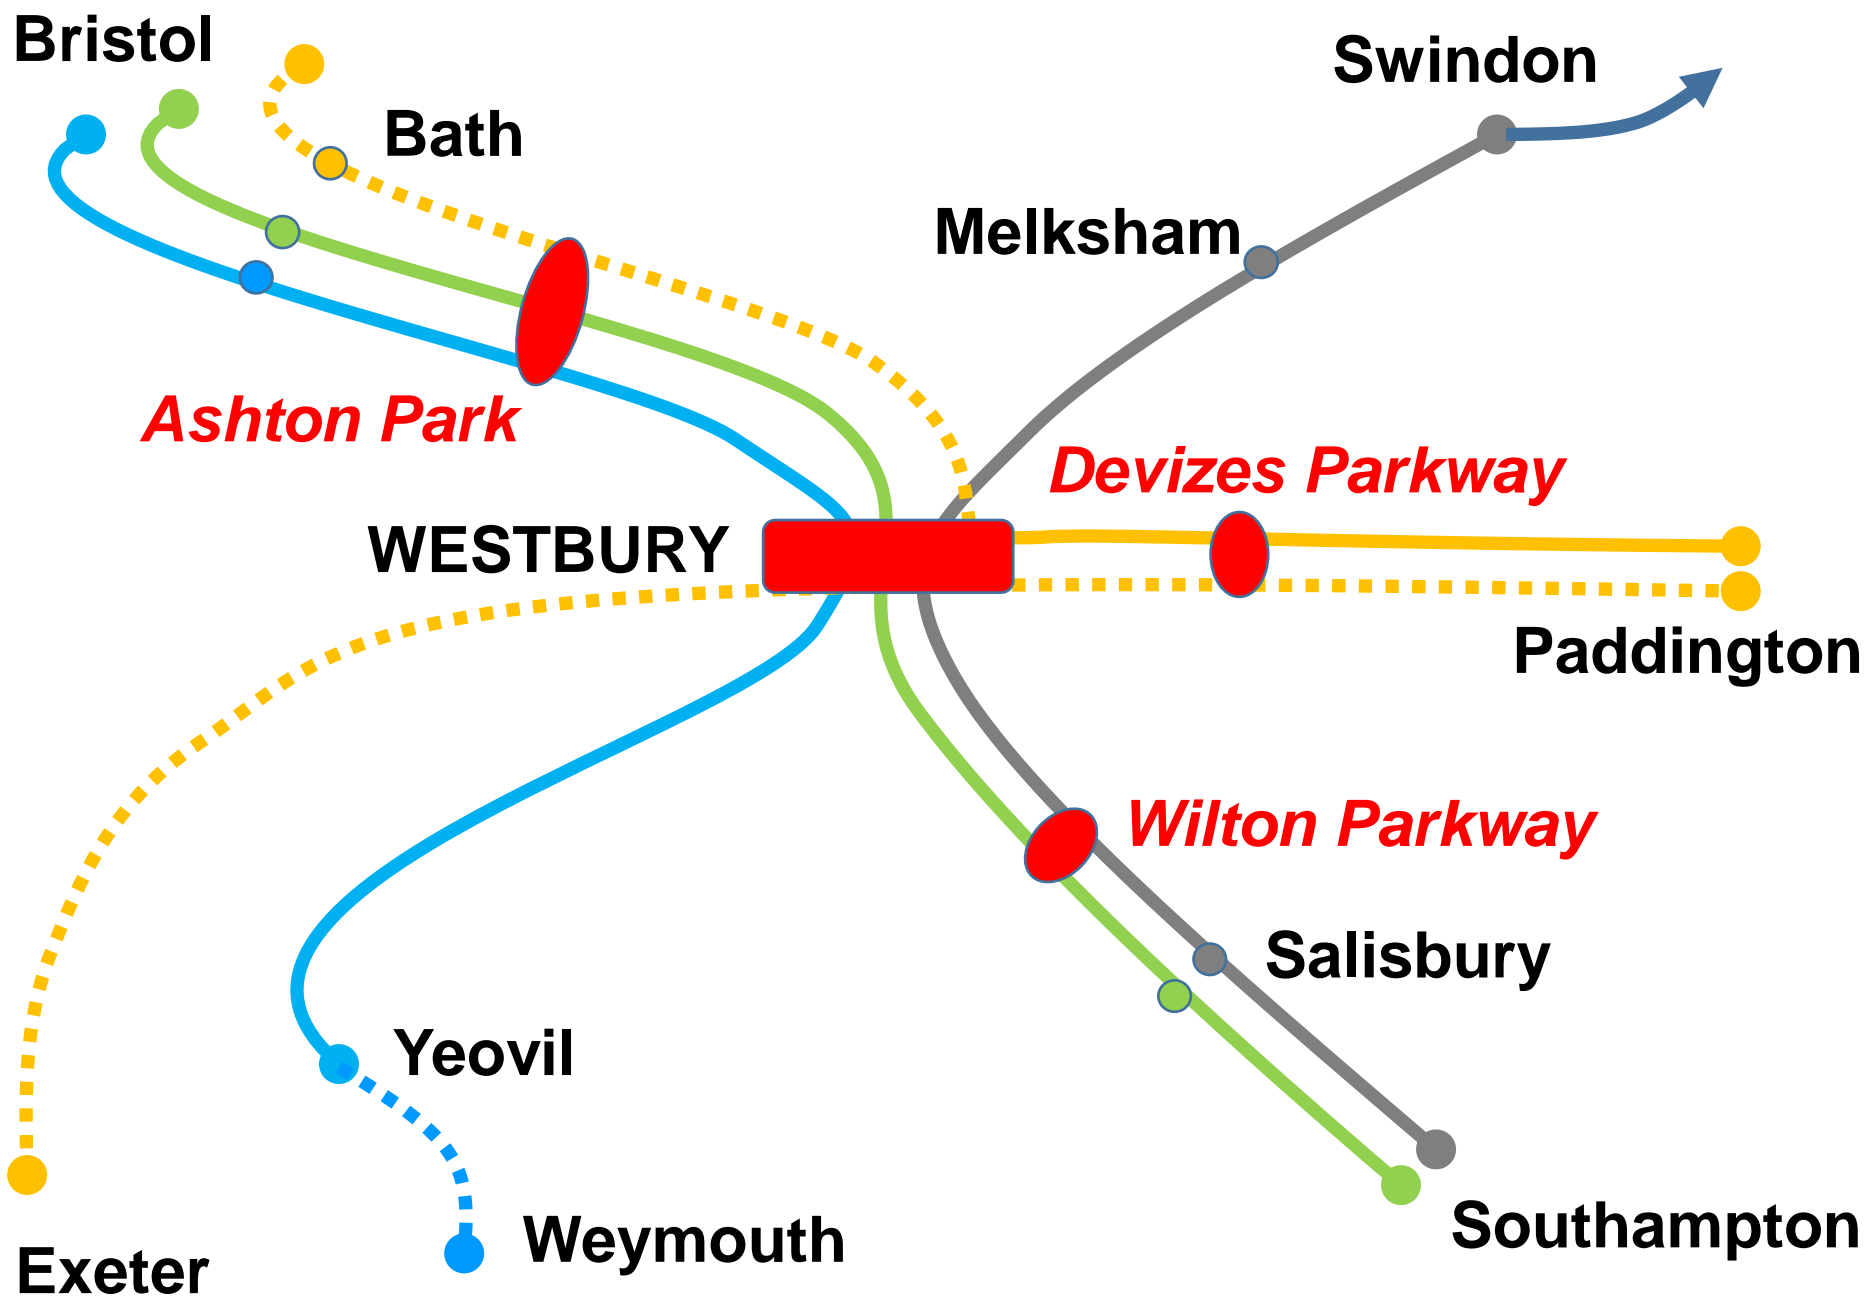 Bristol
Swindon
Bath
Melksham
Ashton Park
Devizes Parkway
WESTBURY
Paddington
Wilton Parkway
Salisbury
Yeovil
Weymouth
Southampton
Exeter